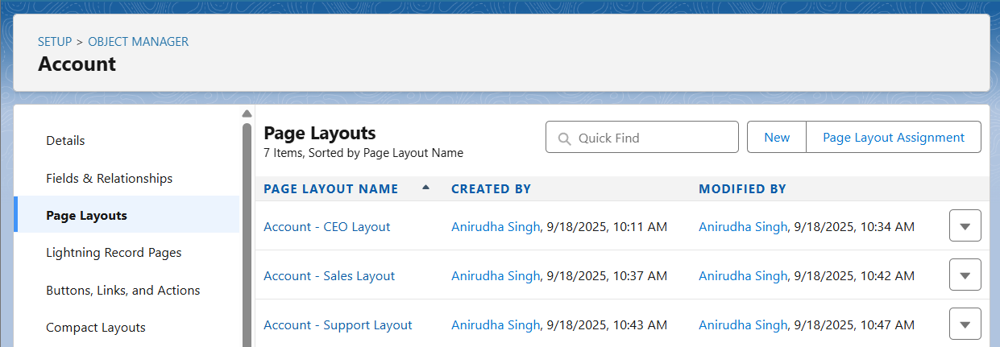 SETUP > OBJECT MANAGER
Account
Details
Fields & Relationships
Page Layouts
Lightning Record Pages
Buttons, Links, and Actions
Compact Layouts
Page Layouts
7 Items, Sorted by Page Layout Name
Quick Find
New
Page Layout Assignment
PAGE LAYOUT NAME CREATED BY MODIFIED BY
Account - CEO Layout Anirudha Singh, 9/18/2025, 10:11 AM Anirudha Singh, 9/18/2025, 10:34 AM
Account - Sales Layout Anirudha Singh, 9/18/2025, 10:37 AM Anirudha Singh, 9/18/2025, 10:42 AM
Account - Support Layout Anirudha Singh, 9/18/2025, 10:43 AM Anirudha Singh, 9/18/2025, 10:47 AM